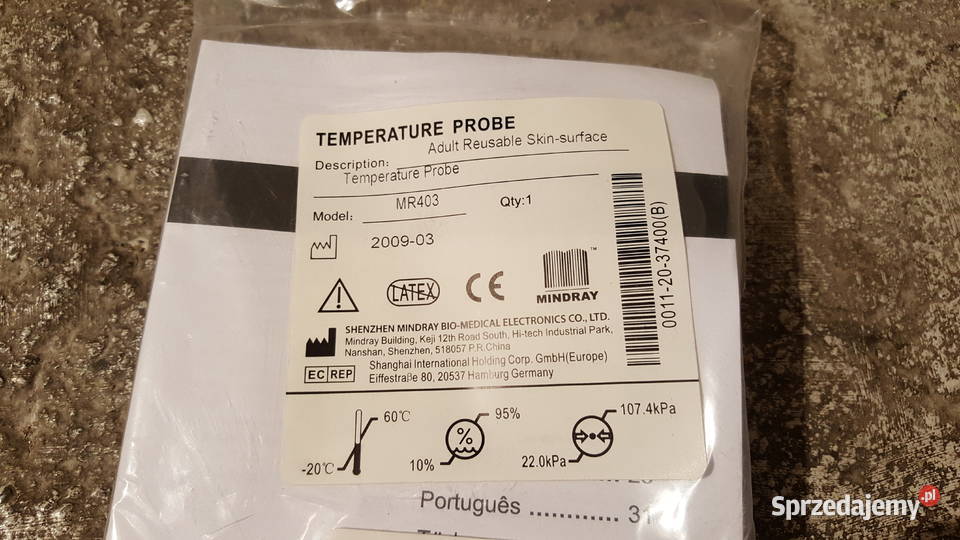 TEMPERATURE PROBE
Description: Adult Reusable Skin-surface
Temperature Probe
Model: MR403 Qty:1
2009-03
LATEX CE MINDRAY™
0011-20-37400(B)
SHENZHEN MINDRAY BIO-MEDICAL ELECTRONICS CO., LTD.
Mindray Building, Keji 12th Road South, Hi-tech Industrial Park,
Nanshan, Shenzhen, 518057 P.R.China
EC REP Shanghai International Holding Corp. GmbH(Europe)
Eiffestraße 80, 20537 Hamburg Germany
60℃ 95% 107.4kPa
-20℃ 10% 22.0kPa
%
Português ............ 31
Sprzedajemy.pl